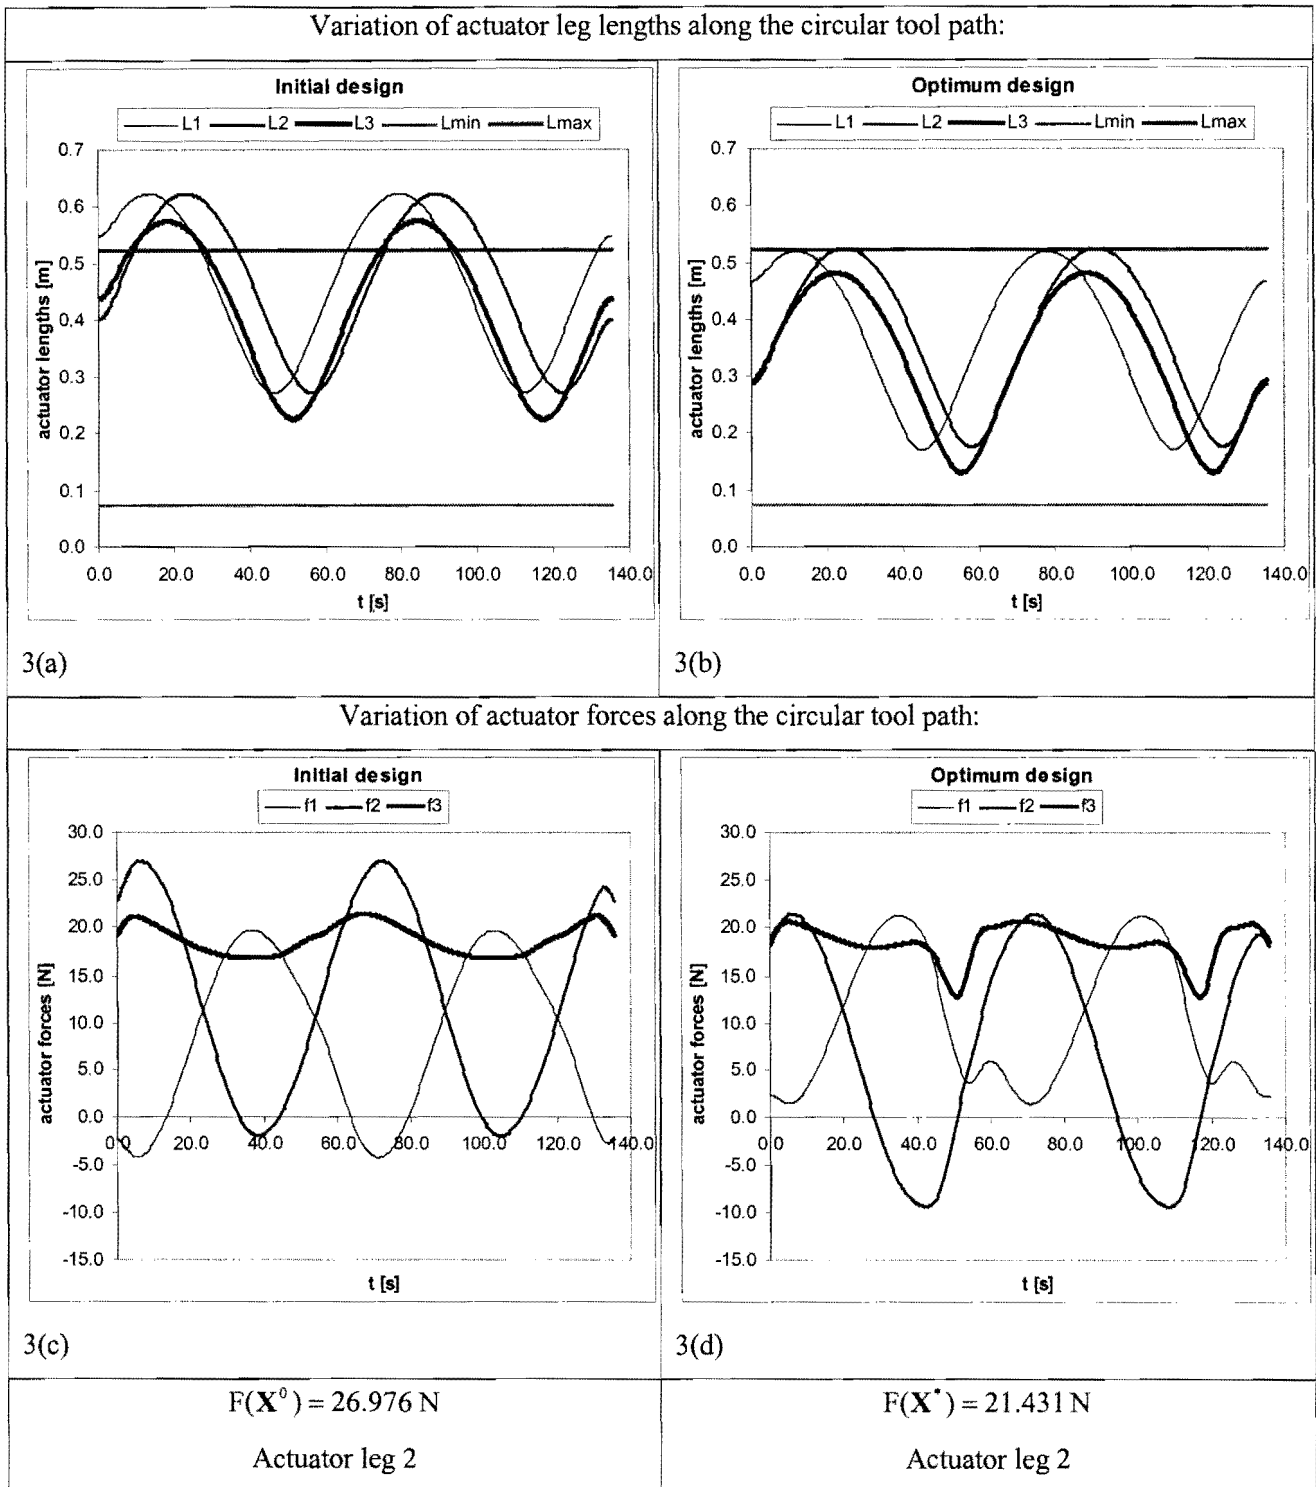 Variation of actuator leg lengths along the circular tool path:
Initial design
L1 L2 L3 Lmin Lmax
0.7
0.6
0.5
0.4
0.3
0.2
0.1
0.0
actuator lengths [m]
0.0 20.0 40.0 60.0 80.0 100.0 120.0 140.0
t [s]
3(a)
Optimum design
L1 L2 L3 Lmin Lmax
0.7
0.6
0.5
0.4
0.3
0.2
0.1
0.0
actuator lengths [m]
0.0 20.0 40.0 60.0 80.0 100.0 120.0 140.0
t [s]
3(b)
Variation of actuator forces along the circular tool path:
Initial design
f1 f2 f3
30.0
25.0
20.0
15.0
10.0
5.0
0.0
-5.0
-10.0
-15.0
actuator forces [N]
0.0 20.0 40.0 60.0 80.0 100.0 120.0 140.0
t [s]
3(c)
Optimum design
f1 f2 f3
30.0
25.0
20.0
15.0
10.0
5.0
0.0
-5.0
-10.0
-15.0
actuator forces [N]
0.0 20.0 40.0 60.0 80.0 100.0 120.0 140.0
t [s]
3(d)
F(X⁰) = 26.976 N
Actuator leg 2
F(X*) = 21.431 N
Actuator leg 2